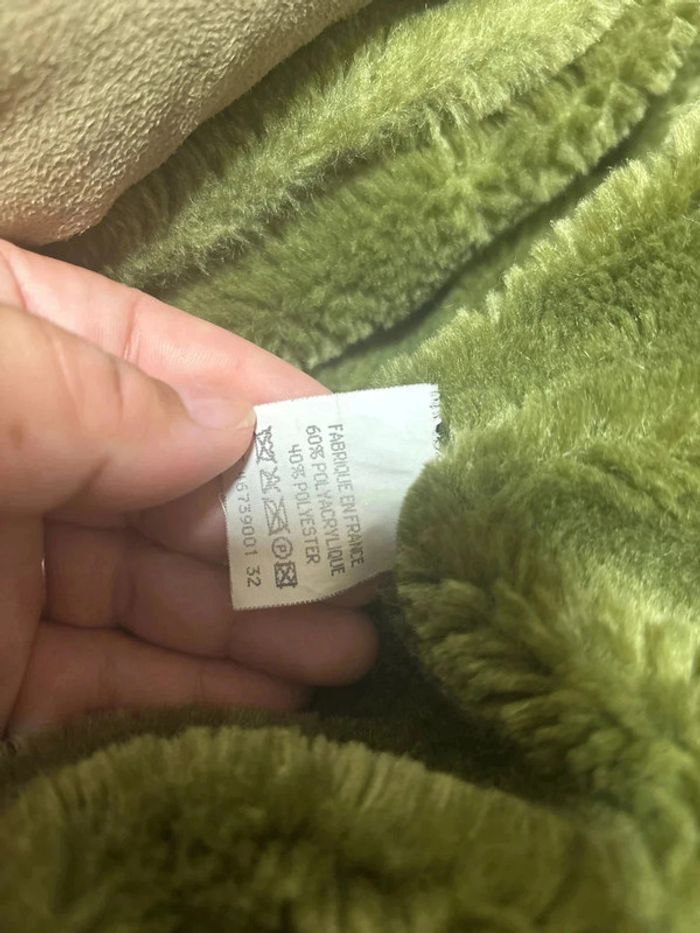 FABRIQUE EN FRANCE
60% POLYACRYLIQUE
40% POLYESTER
P
6739001 32